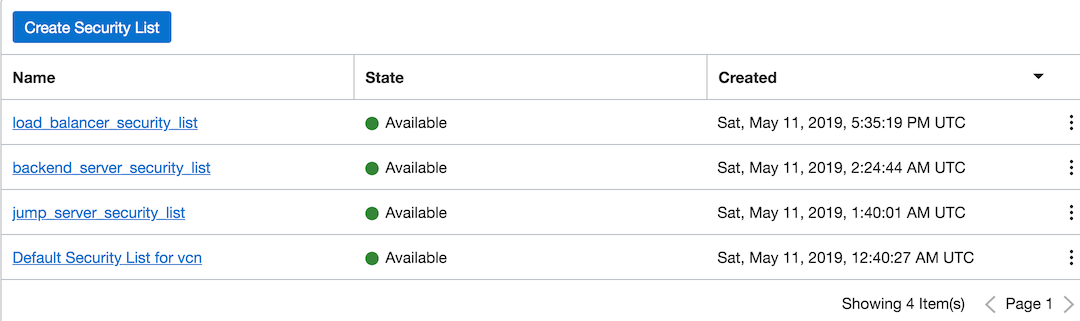 Create Security List
Name State Created
load_balancer_security_list Available Sat, May 11, 2019, 5:35:19 PM UTC
backend_server_security_list Available Sat, May 11, 2019, 2:24:44 AM UTC
jump_server_security_list Available Sat, May 11, 2019, 1:40:01 AM UTC
Default Security List for vcn Available Sat, May 11, 2019, 12:40:27 AM UTC
Showing 4 Item(s) Page 1